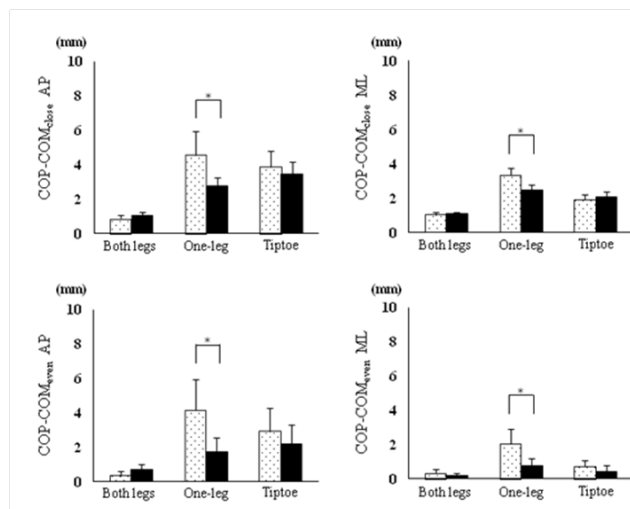 (mm)
COP-COMclose AP
10
8
6
4
2
0
*
Both legs One-leg Tiptoe
(mm)
COP-COMclose ML
10
8
6
4
2
0
*
Both legs One-leg Tiptoe
(mm)
COP-COMeven AP
10
8
6
4
2
0
*
Both legs One-leg Tiptoe
(mm)
COP-COMeven ML
10
8
6
4
2
0
*
Both legs One-leg Tiptoe